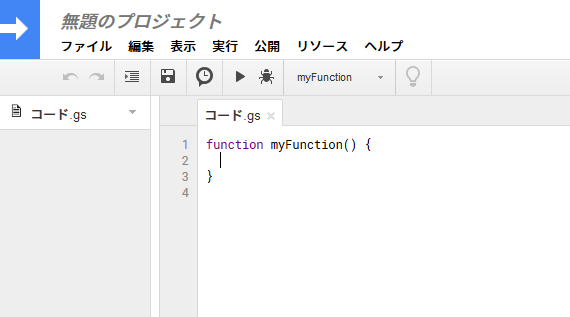 無題のプロジェクト
ファイル 編集 表示 実行 公開 リソース ヘルプ
myFunction
コード.gs
コード.gs
1 function myFunction() {
2
3 }
4